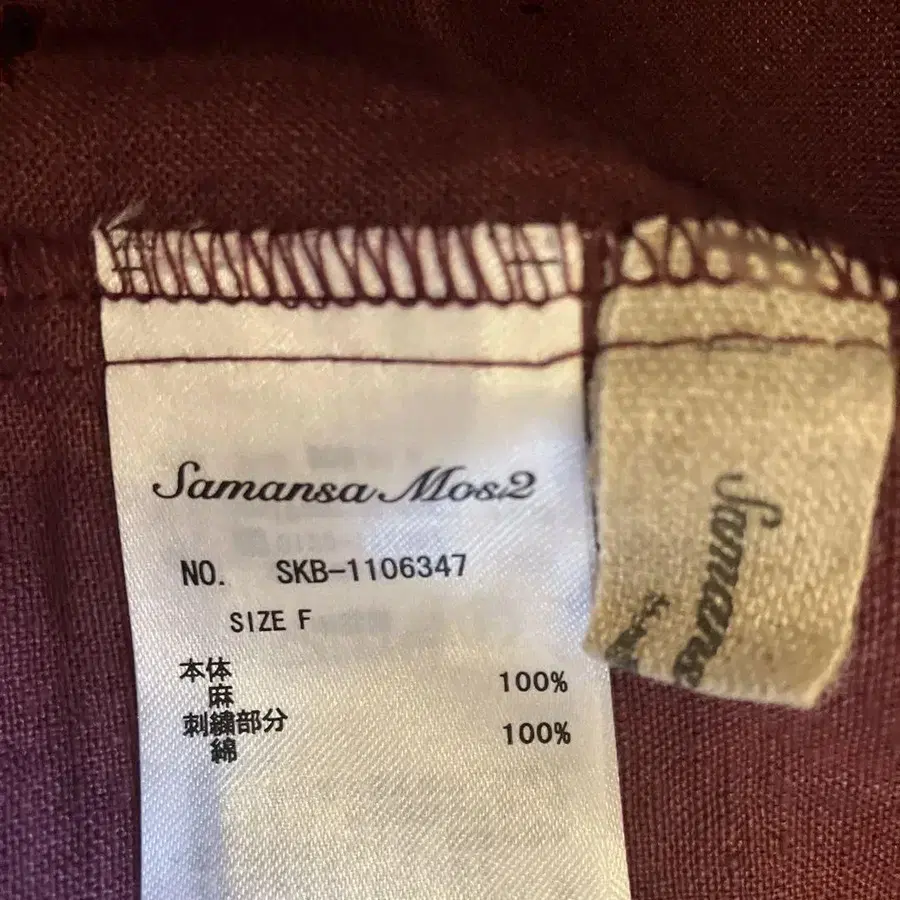 Samansa Mos2
NO. SKB-1106347
SIZE F
本体
麻 100%
刺繍部分
綿 100%